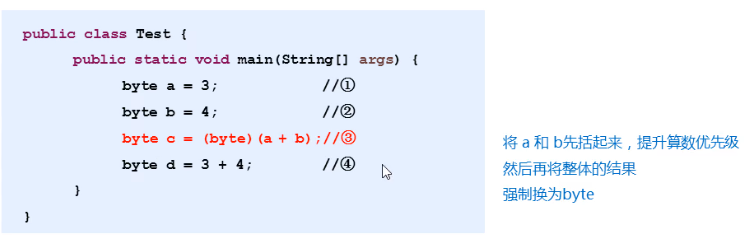 public class Test {
public static void main(String[] args) {
byte a = 3; //①
byte b = 4; //②
byte c = (byte)(a + b);//③
byte d = 3 + 4; //④
}
}
将 a 和 b先括起来，提升算数优先级
然后再将整体的结果
强制换为byte